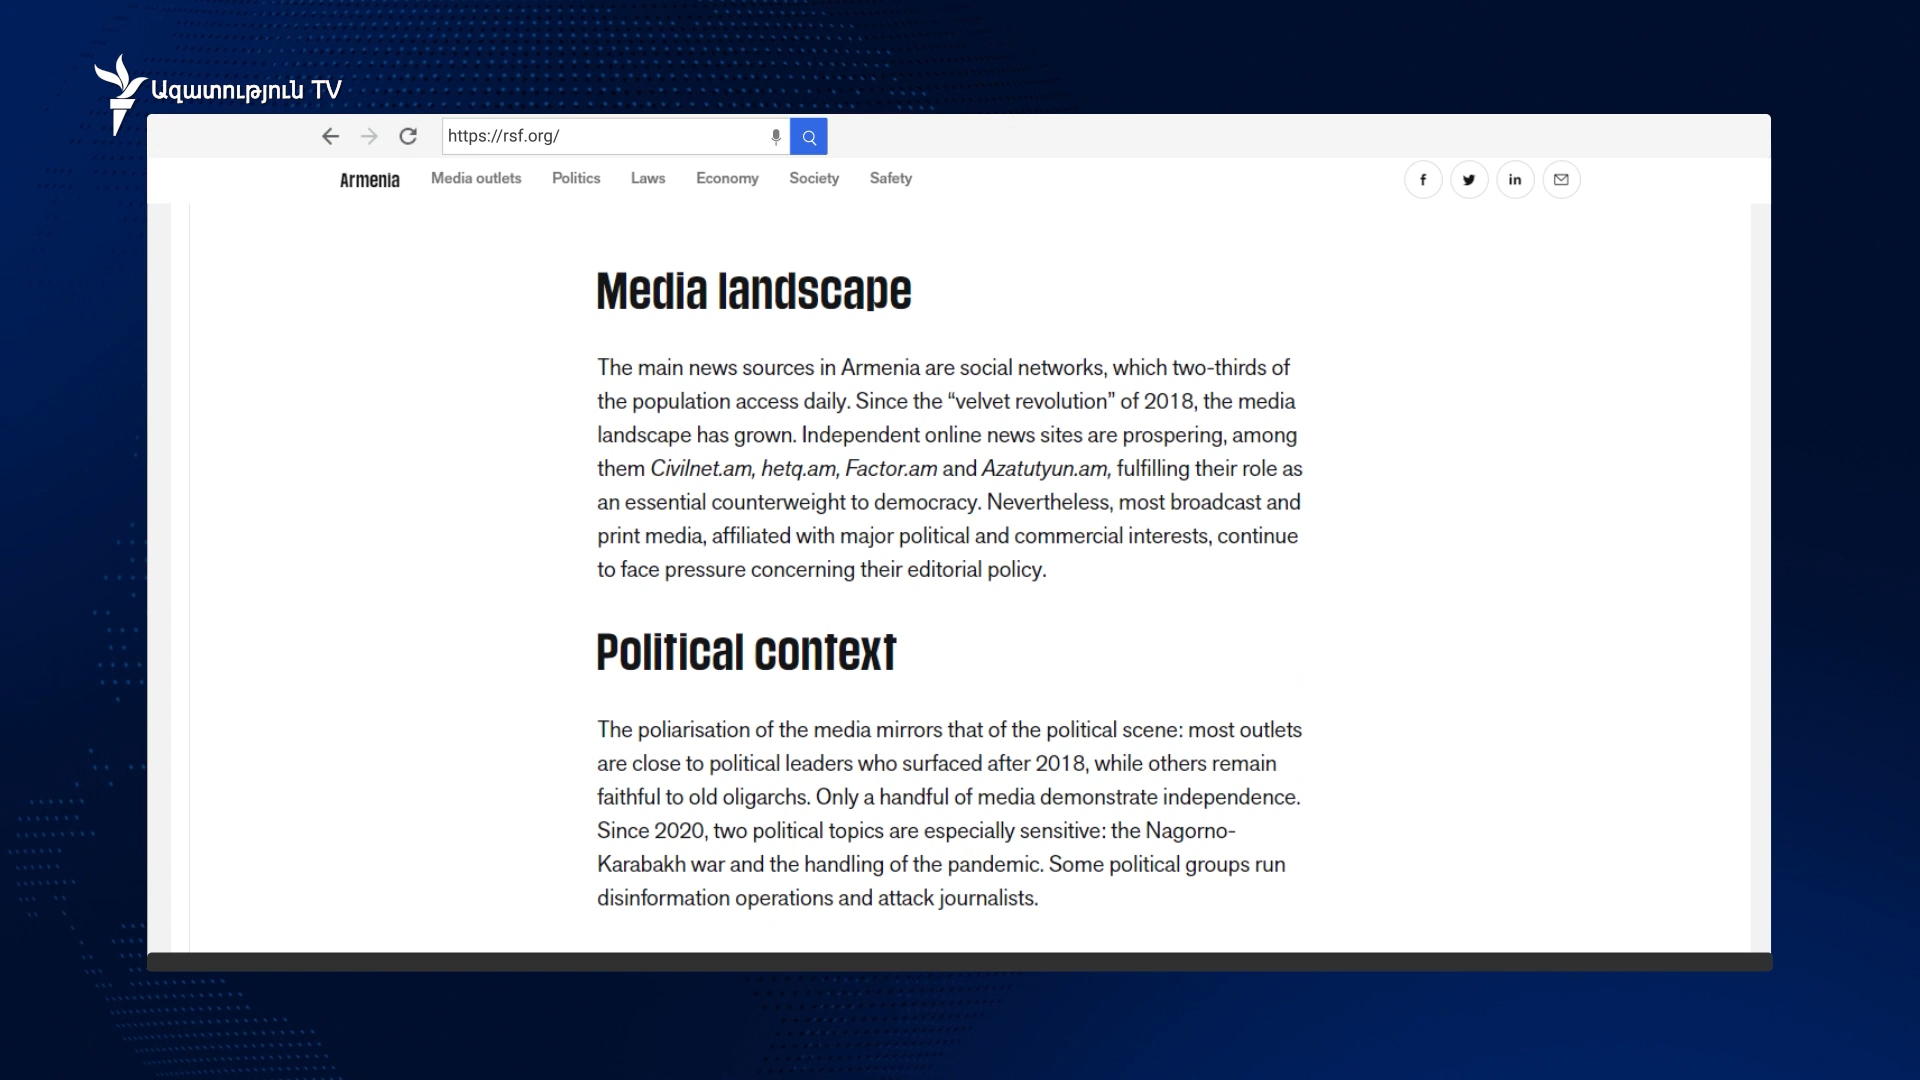 Ազատություն TV
https://rsf.org/
Armenia Media outlets Politics Laws Economy Society Safety
Media landscape
The main news sources in Armenia are social networks, which two-thirds of
the population access daily. Since the “velvet revolution” of 2018, the media
landscape has grown. Independent online news sites are prospering, among
them Civilnet.am, hetq.am, Factor.am and Azatutyun.am, fulfilling their role as
an essential counterweight to democracy. Nevertheless, most broadcast and
print media, affiliated with major political and commercial interests, continue
to face pressure concerning their editorial policy.
Political context
The poliarisation of the media mirrors that of the political scene: most outlets
are close to political leaders who surfaced after 2018, while others remain
faithful to old oligarchs. Only a handful of media demonstrate independence.
Since 2020, two political topics are especially sensitive: the Nagorno-
Karabakh war and the handling of the pandemic. Some political groups run
disinformation operations and attack journalists.